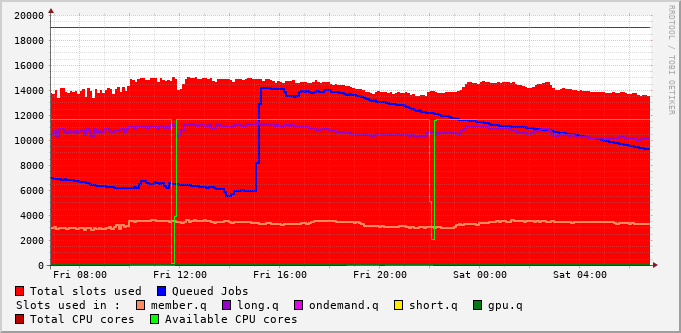 RRDTOOL / TOBI OETIKER
20000
18000
16000
14000
12000
10000
8000
6000
4000
2000
0
Fri 08:00 Fri 12:00 Fri 16:00 Fri 20:00 Sat 00:00 Sat 04:00
Total slots used Queued Jobs
Slots used in : member.q long.q ondemand.q short.q gpu.q
Total CPU cores Available CPU cores